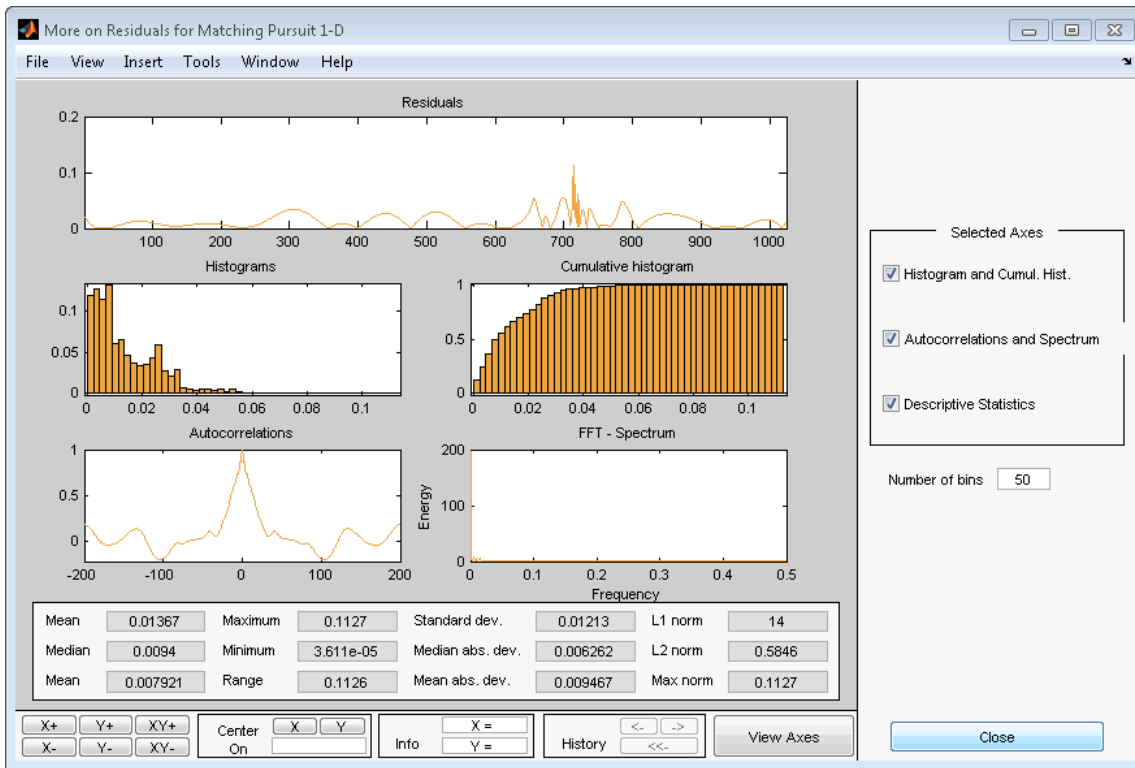 More on Residuals for Matching Pursuit 1-D
File View Insert Tools Window Help
Residuals
0.2
0.1
0
100 200 300 400 500 600 700 800 900 1000
Histograms
0.1
0.05
0
0 0.02 0.04 0.06 0.08 0.1
Cumulative histogram
1
0.5
0
0 0.02 0.04 0.06 0.08 0.1
Autocorrelations
1
0.5
0
-200 -100 0 100 200
FFT - Spectrum
Energy
200
100
0
0 0.1 0.2 0.3 0.4 0.5
Frequency
Mean 0.01367 Maximum 0.1127 Standard dev. 0.01213 L1 norm 14
Median 0.0094 Minimum 3.611e-05 Median abs. dev. 0.006262 L2 norm 0.5846
Mean 0.007921 Range 0.1126 Mean abs. dev. 0.009467 Max norm 0.1127
Selected Axes
Histogram and Cumul. Hist.
Autocorrelations and Spectrum
Descriptive Statistics
Number of bins 50
X+ Y+ XY+
X- Y- XY-
Center X Y
On
Info X =
Y =
History <- ->
<<-
View Axes
Close